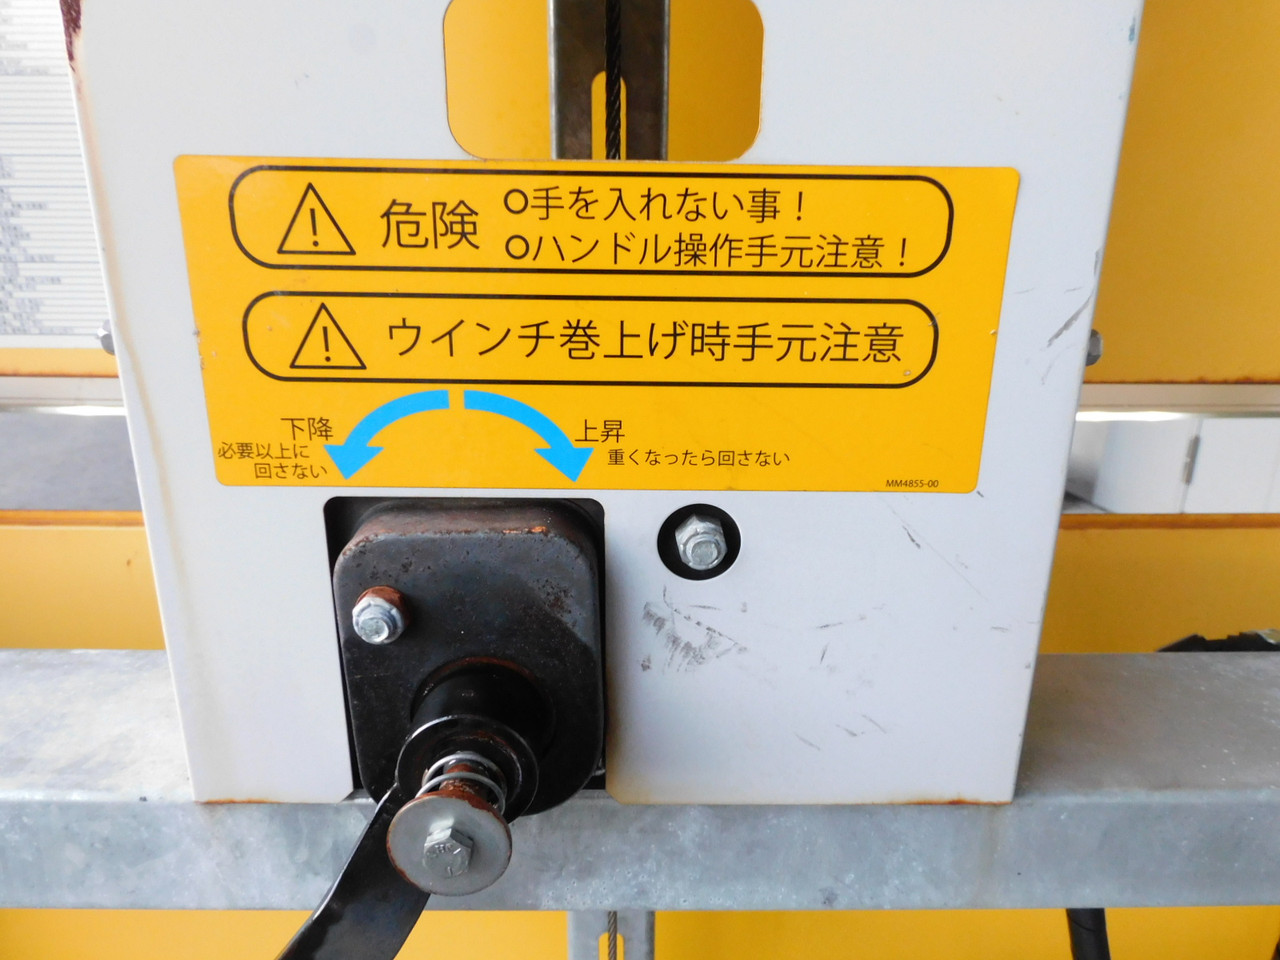 危険
○手を入れない事！
○ハンドル操作手元注意！
ウインチ巻上げ時手元注意
下降
必要以上に
回さない
上昇
重くなったら回さない
MM4855-00